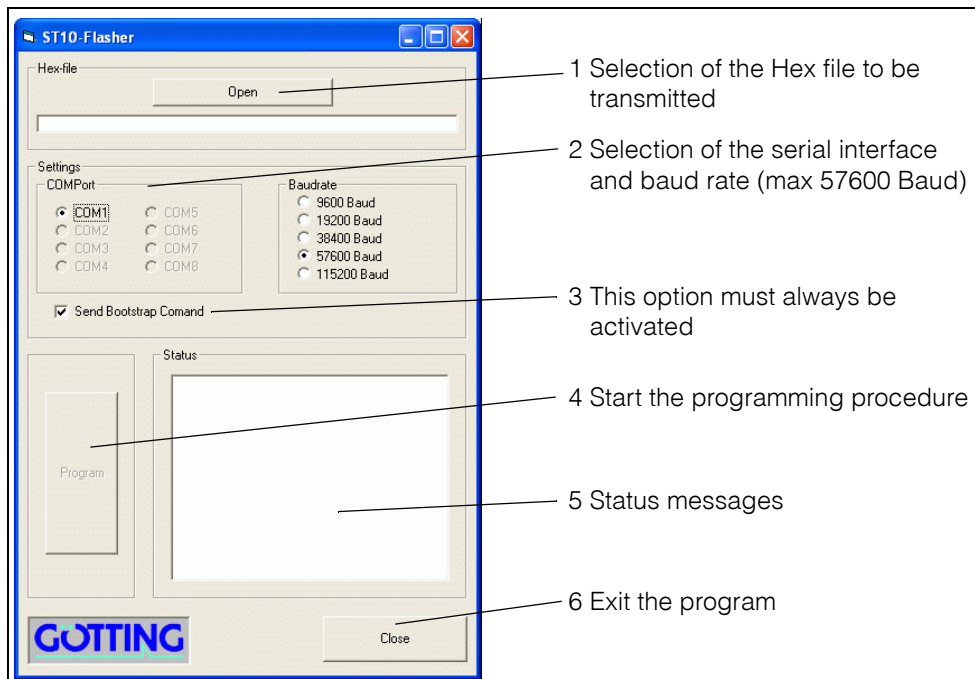 ST10-Flasher
Hex-file
Open
1 Selection of the Hex file to be
transmitted
Settings
COMPort
COM1
COM2
COM3
COM4
COM5
COM6
COM7
COM8
Baudrate
9600 Baud
19200 Baud
38400 Baud
57600 Baud
115200 Baud
2 Selection of the serial interface
and baud rate (max 57600 Baud)
Send Bootstrap Comand
3 This option must always be
activated
Program
4 Start the programming procedure
Status
5 Status messages
GÖTTING
Close
6 Exit the program